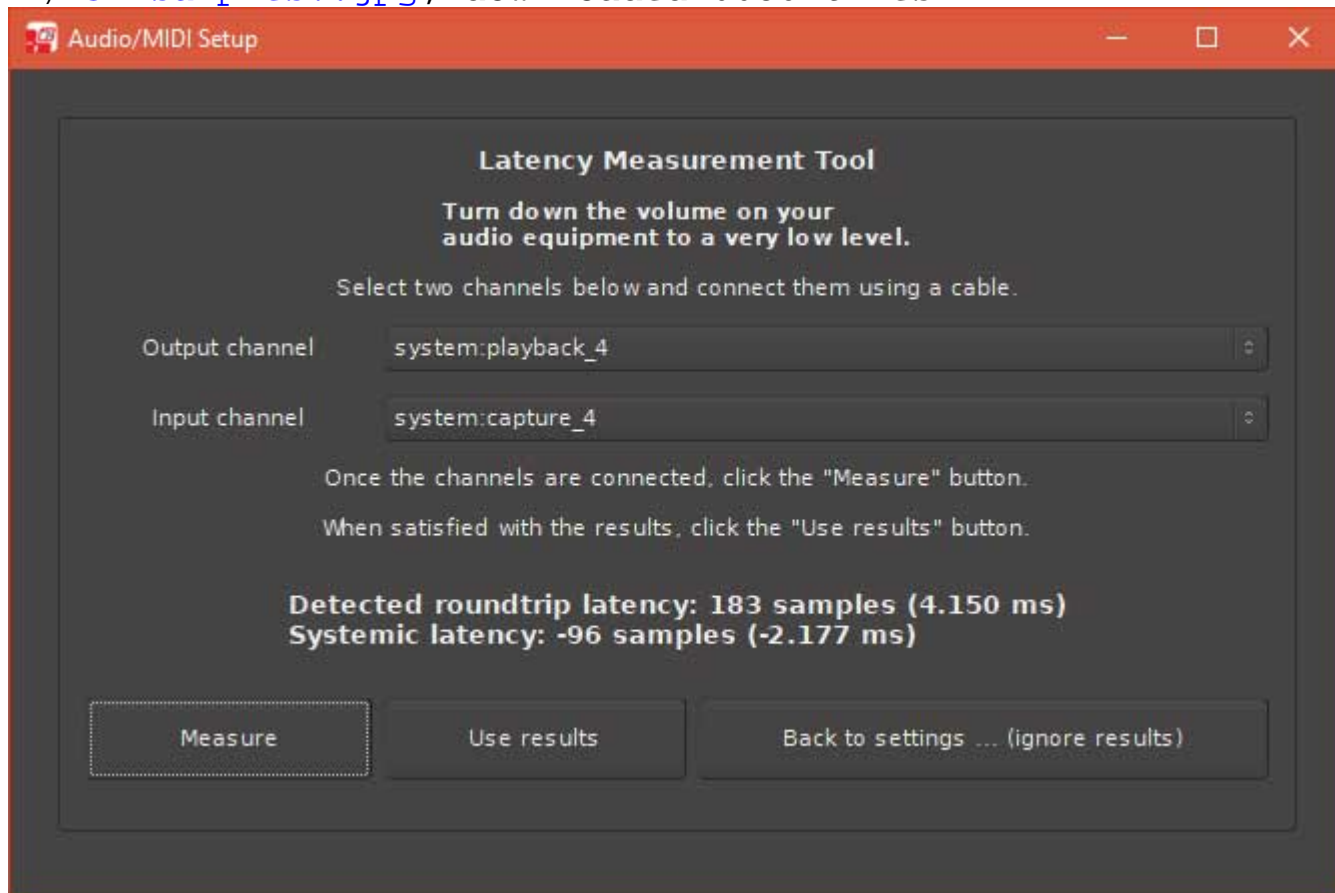 Audio/MIDI Setup
Latency Measurement Tool
Turn down the volume on your
audio equipment to a very low level.
Select two channels below and connect them using a cable.
Output channel system:playback_4
Input channel system:capture_4
Once the channels are connected, click the "Measure" button.
When satisfied with the results, click the "Use results" button.
Detected roundtrip latency: 183 samples (4.150 ms)
Systemic latency: -96 samples (-2.177 ms)
Measure Use results Back to settings ... (ignore results)